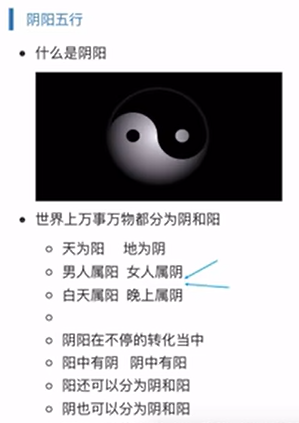 阴阳五行
什么是阴阳
世界上万事万物都分为阴和阳
天为阳 地为阴
男人属阳 女人属阴
白天属阳 晚上属阴
阴阳在不停的转化当中
阳中有阴 阴中有阳
阳还可以分为阴和阳
阴也可以分为阴和阳